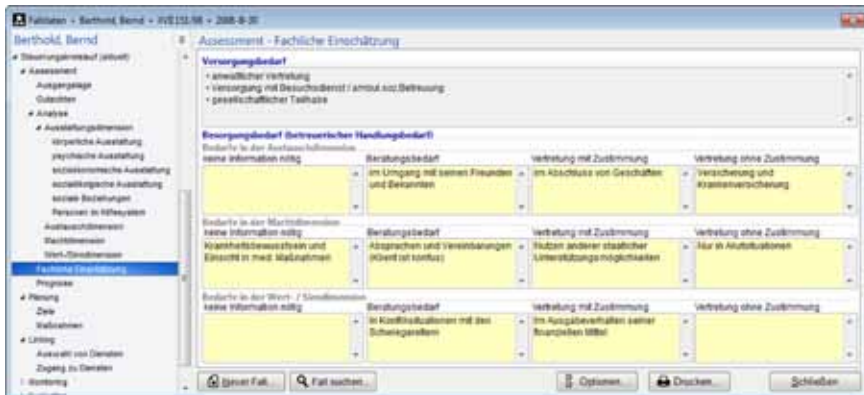 Falldaten - Berthold, Bernd - XVII 151/98 - 2006-8-30
Berthold, Bernd
Assessment - Fachliche Einschätzung
Steuerungskreislauf (aktuell)
Assessment
Ausgangslage
Gutachten
Analyse
Ausstattungsdimension
körperliche Ausstattung
psychische Ausstattung
sozioökonomische Ausstattung
sozialökologische Ausstattung
soziale Beziehungen
Personen im Hilfesystem
Austauschdimension
Machtdimension
Wert-/Sinndimension
Fachliche Einschätzung
Prognose
Planung
Ziele
Maßnahmen
Linking
Auswahl von Diensten
Zugang zu Diensten
Monitoring
Versorgungsbedarf
• anwaltlicher Vertretung
• Versorgung mit Besuchsdienst / ambul.soz.Betreuung
• gesellschaftlicher Teilhabe
Besorgungsbedarf (betreuerischer Handlungsbedarf)
Bedarfe in der Austauschdimension
keine Information nötig Beratungsbedarf Vertretung mit Zustimmung Vertretung ohne Zustimmung
im Umgang mit seinen Freunden im Abschluss von Geschäften Versicherung und
und Bekannten Krankenversicherung
Bedarfe in der Machtdimension
keine Information nötig Beratungsbedarf Vertretung mit Zustimmung Vertretung ohne Zustimmung
Krankheitsbewusstsein und Absprachen und Vereinbarungen Nutzen anderer staatlicher Nur in Akutsituationen
Einsicht in med. Maßnahmen (Klient ist konfus) Unterstützungsmöglichkeiten
Bedarfe in der Wert- / Sinndimension
keine Information nötig Beratungsbedarf Vertretung mit Zustimmung Vertretung ohne Zustimmung
in Konfliktsituationen mit den im Ausgabeverhalten seiner
Schwiegereltern finanziellen Mittel
Neuer Fall... Fall suchen... Optionen... Drucken... Schließen